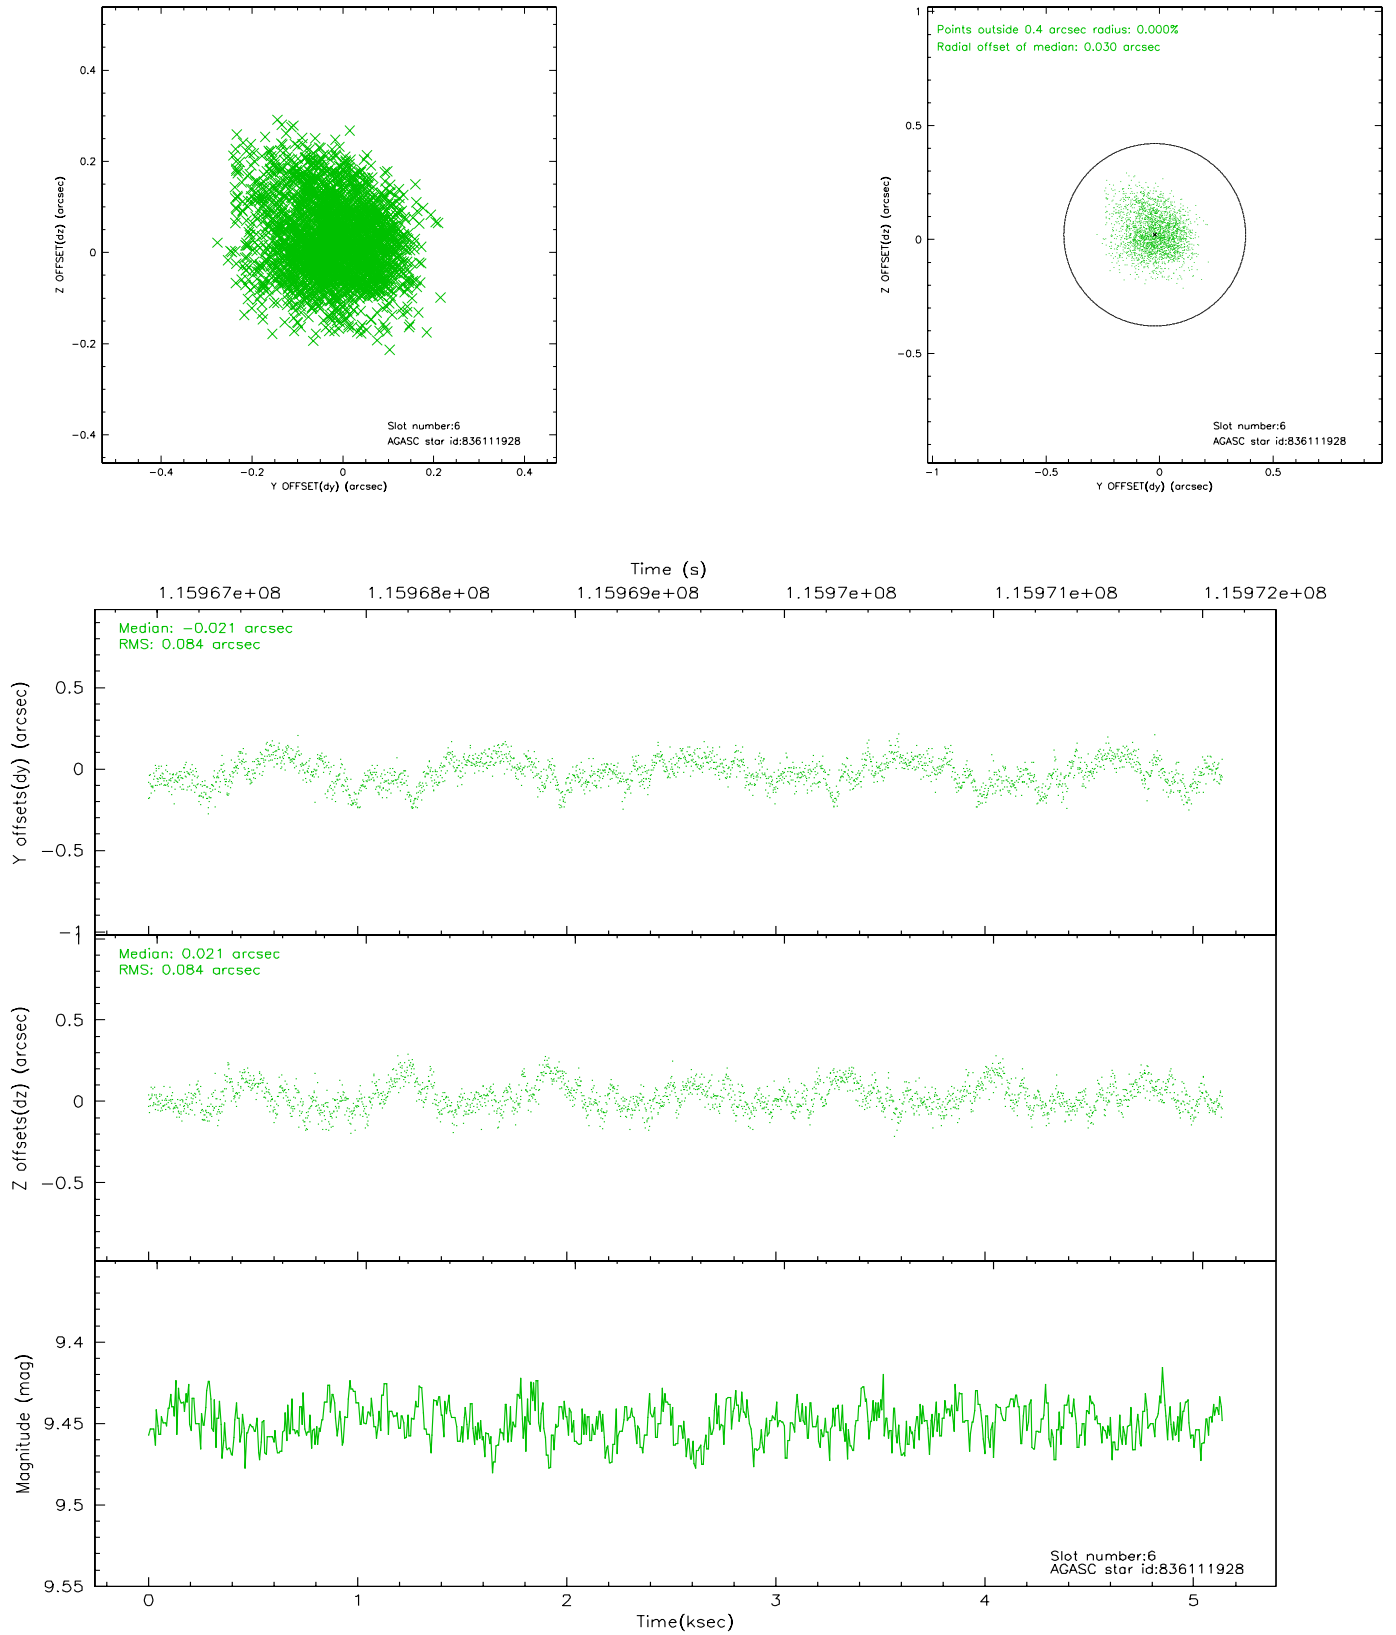 0.4
0.2
0
−0.2
−0.4
Z OFFSET(dz) (arcsec)
−0.4
−0.2
0
0.2
0.4
Y OFFSET(dy) (arcsec)
Slot number:6
AGASC star id:836111928
Points outside 0.4 arcsec radius: 0.000%
Radial offset of median: 0.030 arcsec
1
0.5
0
−0.5
Z OFFSET(dz) (arcsec)
−1
−0.5
0
0.5
Y OFFSET(dy) (arcsec)
Slot number:6
AGASC star id:836111928
Time (s)
1.15967e+08
1.15968e+08
1.15969e+08
1.1597e+08
1.15971e+08
1.15972e+08
Median: −0.021 arcsec
RMS: 0.084 arcsec
0.5
0
−0.5
−1
Y offsets(dy) (arcsec)
Median: 0.021 arcsec
RMS: 0.084 arcsec
1
0.5
0
−0.5
Z offsets(dz) (arcsec)
9.4
9.45
9.5
9.55
Magnitude (mag)
Slot number:6
AGASC star id:836111928
0
1
2
3
4
5
Time(ksec)